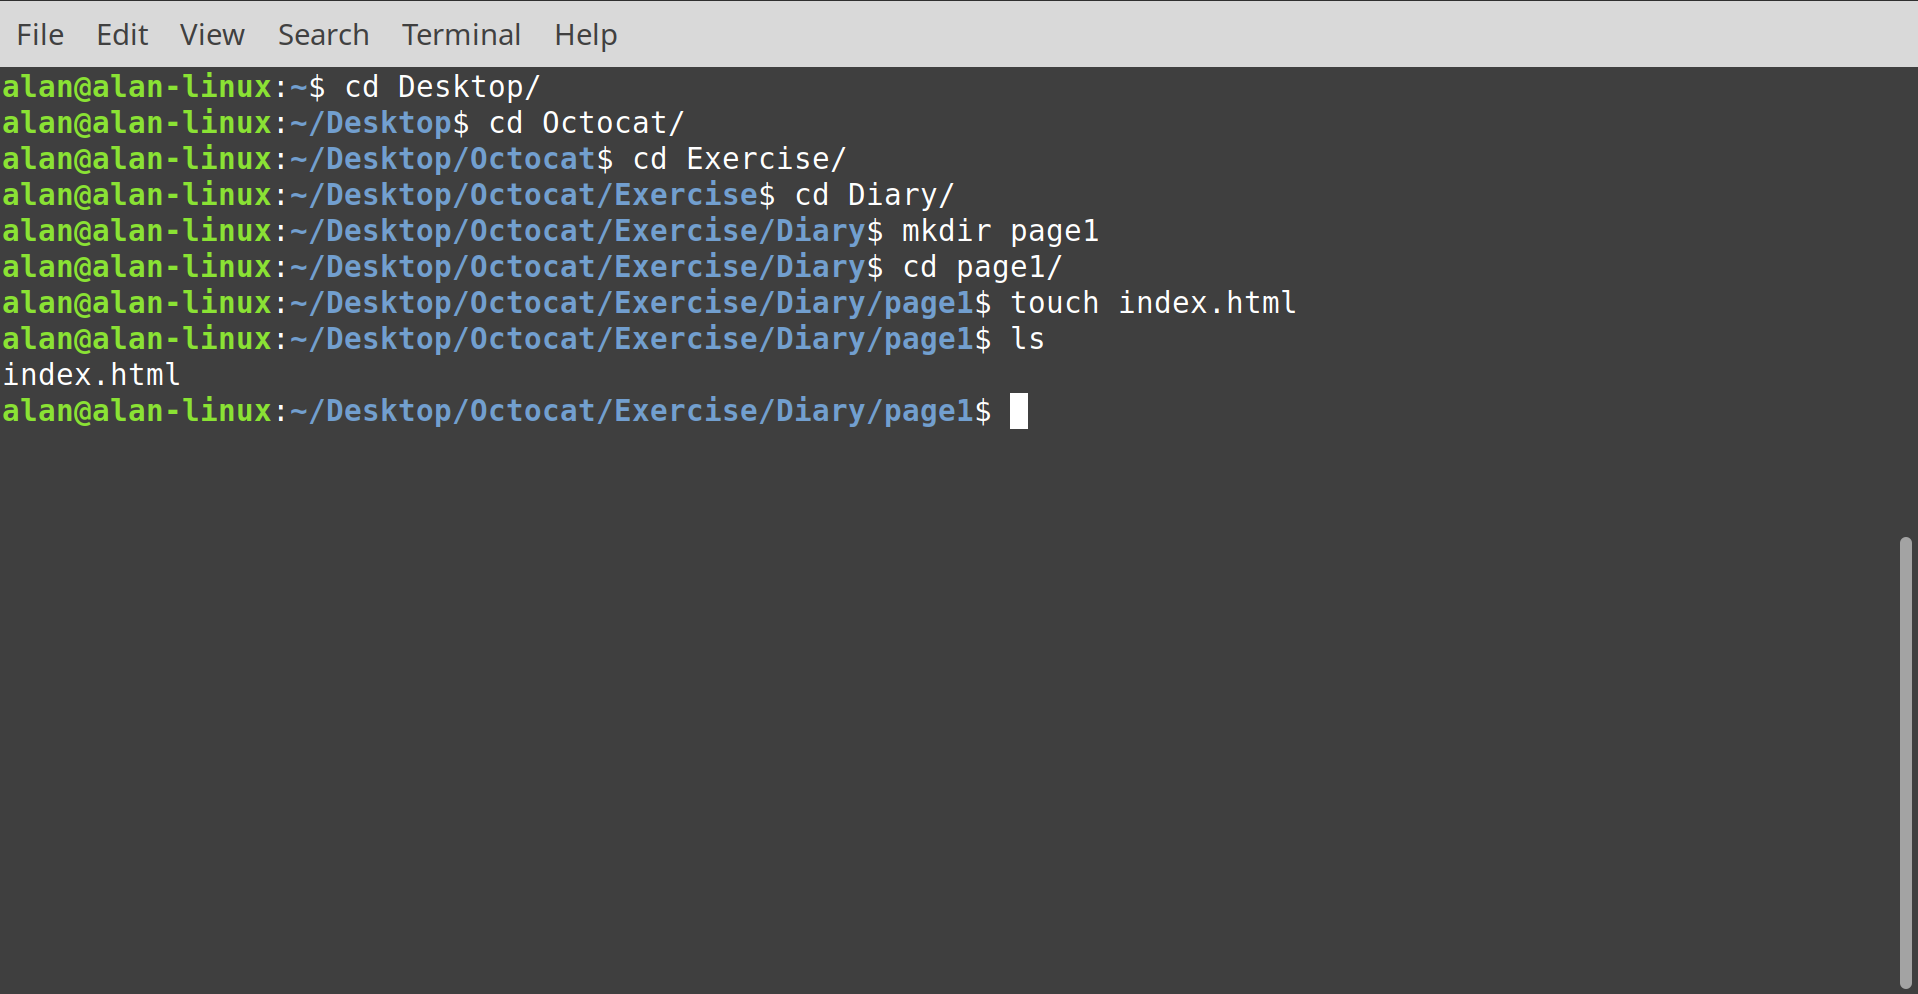 File Edit View Search Terminal Help
alan@alan-linux:~$ cd Desktop/
alan@alan-linux:~/Desktop$ cd Octocat/
alan@alan-linux:~/Desktop/Octocat$ cd Exercise/
alan@alan-linux:~/Desktop/Octocat/Exercise$ cd Diary/
alan@alan-linux:~/Desktop/Octocat/Exercise/Diary$ mkdir page1
alan@alan-linux:~/Desktop/Octocat/Exercise/Diary$ cd page1/
alan@alan-linux:~/Desktop/Octocat/Exercise/Diary/page1$ touch index.html
alan@alan-linux:~/Desktop/Octocat/Exercise/Diary/page1$ ls
index.html
alan@alan-linux:~/Desktop/Octocat/Exercise/Diary/page1$